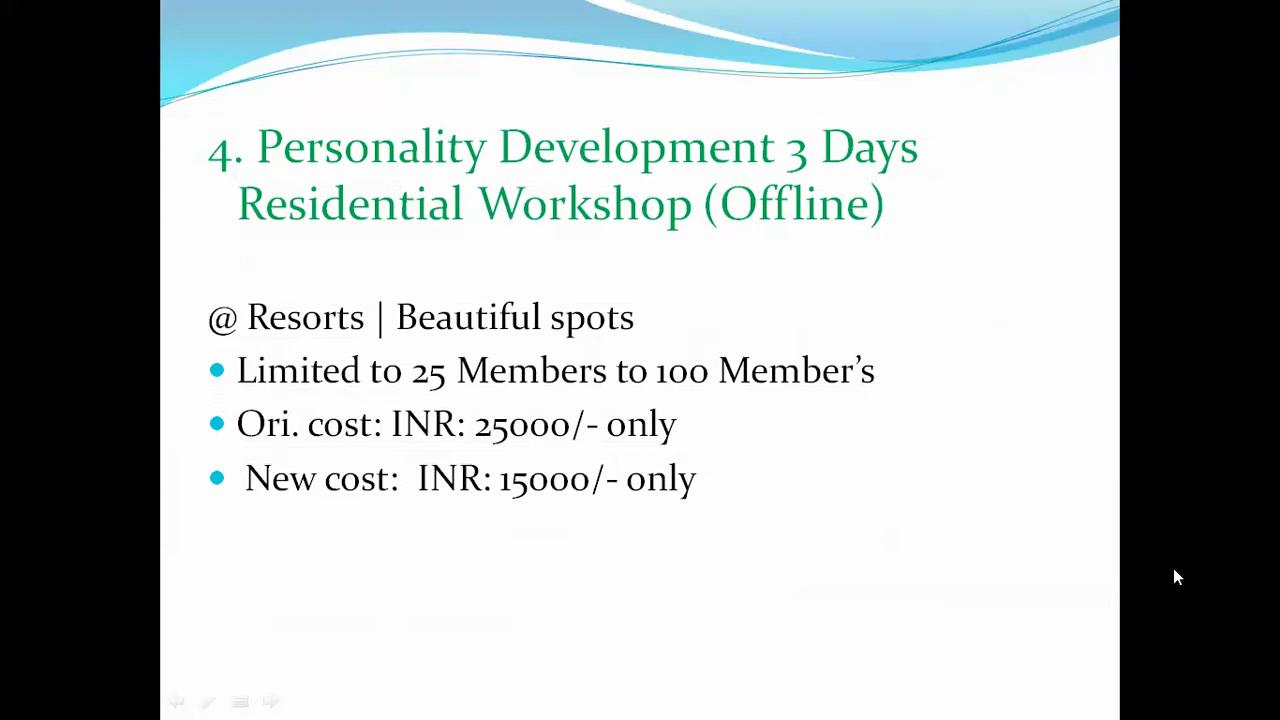 4. Personality Development 3 Days
Residential Workshop (Offline)
@ Resorts | Beautiful spots
• Limited to 25 Members to 100 Member’s
• Ori. cost: INR: 25000/- only
• New cost: INR: 15000/- only